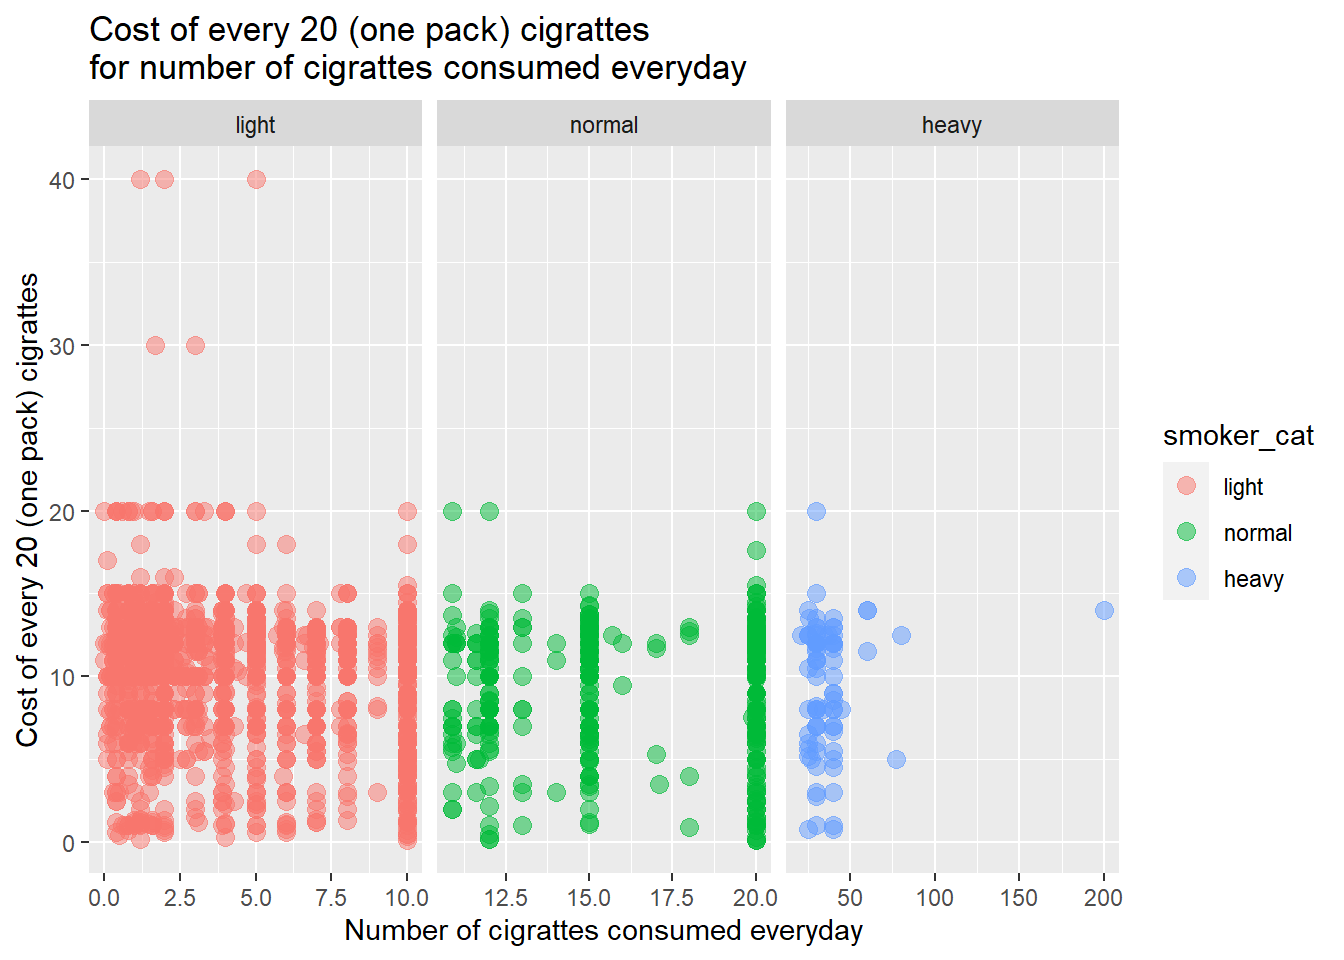 Cost of every 20 (one pack) cigrattes
for number of cigrattes consumed everyday
light normal heavy
Cost of every 20 (one pack) cigrattes
40
30
20
10
0
0.0 2.5 5.0 7.5 10.0 12.5 15.0 17.5 20.0 50 100 150 200
Number of cigrattes consumed everyday
smoker_cat
light
normal
heavy